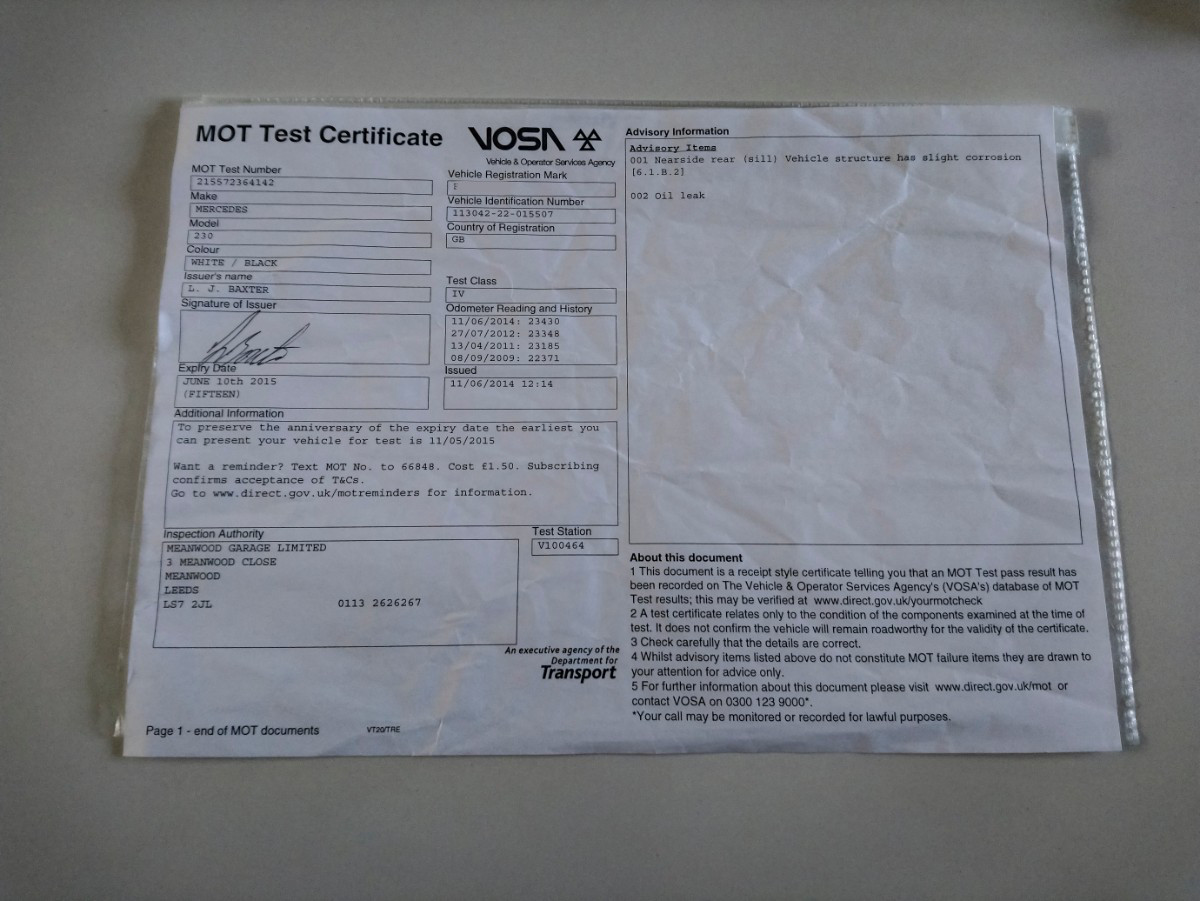 MOT Test Certificate
VOSA
Vehicle & Operator Services Agency
MOT Test Number
215572364142
Make
MERCEDES
Model
230
Colour
WHITE / BLACK
Issuer's name
L. J. BAXTER
Signature of Issuer
Expiry Date
JUNE 10th 2015
(FIFTEEN)
Vehicle Registration Mark
Vehicle Identification Number
113042-22-015507
Country of Registration
GB
Test Class
IV
Odometer Reading and History
11/06/2014: 23430
27/07/2012: 23348
13/04/2011: 23185
08/09/2009: 22371
Issued
11/06/2014 12:14
Additional Information
To preserve the anniversary of the expiry date the earliest you
can present your vehicle for test is 11/05/2015
Want a reminder? Text MOT No. to 66848. Cost £1.50. Subscribing
confirms acceptance of T&Cs.
Go to www.direct.gov.uk/motreminders for information.
Inspection Authority
MEANWOOD GARAGE LIMITED
3 MEANWOOD CLOSE
MEANWOOD
LEEDS
LS7 2JL 0113 2626267
Test Station
V100464
An executive agency of the
Department for
Transport
Page 1 - end of MOT documents VT20/TRE
Advisory Information
Advisory Items
001 Nearside rear (sill) Vehicle structure has slight corrosion
[6.1.B.2]
002 Oil leak
About this document
1 This document is a receipt style certificate telling you that an MOT Test pass result has
been recorded on The Vehicle & Operator Services Agency's (VOSA's) database of MOT
Test results; this may be verified at www.direct.gov.uk/yourmotcheck
2 A test certificate relates only to the condition of the components examined at the time of
test. It does not confirm the vehicle will remain roadworthy for the validity of the certificate.
3 Check carefully that the details are correct.
4 Whilst advisory items listed above do not constitute MOT failure items they are drawn to
your attention for advice only.
5 For further information about this document please visit www.direct.gov.uk/mot or
contact VOSA on 0300 123 9000*.
*Your call may be monitored or recorded for lawful purposes.